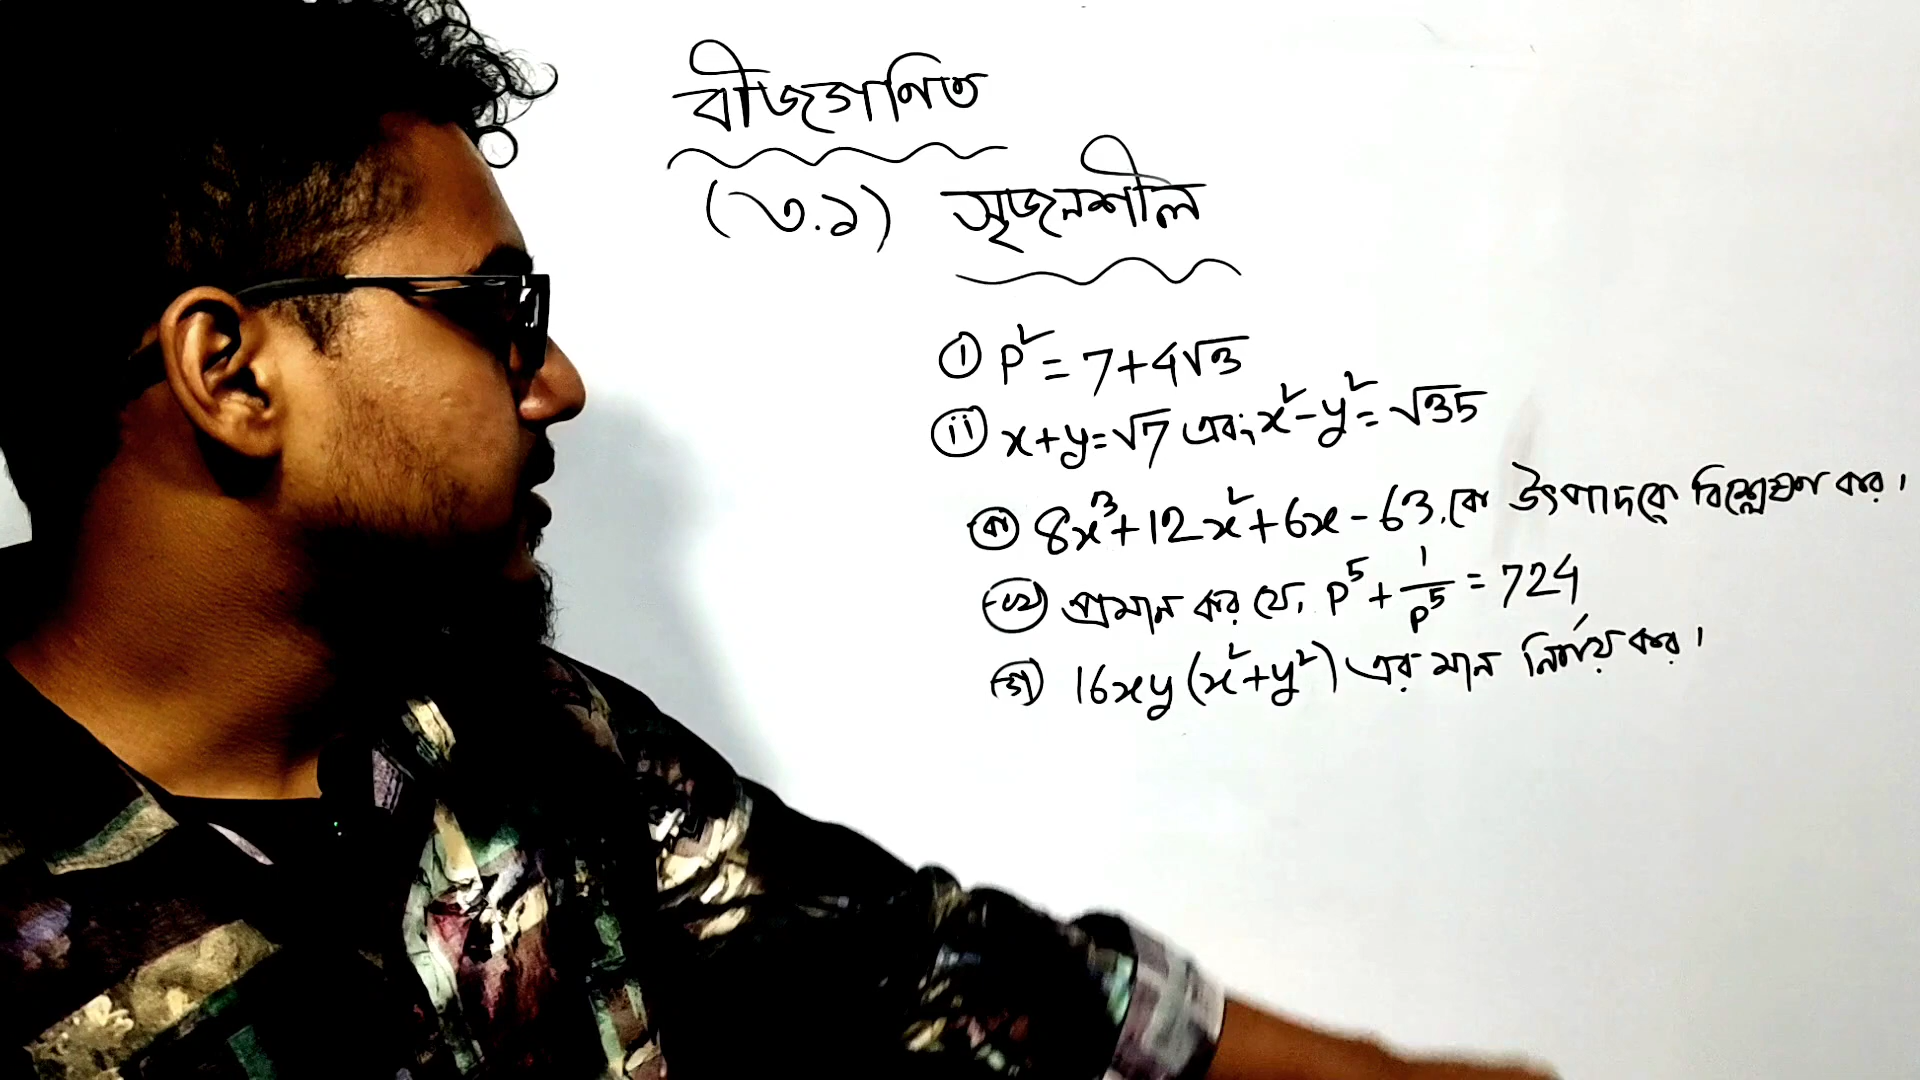 বীজগণিত
(৩.১) সৃজনশীল
(i) P² = 7+4√3
(ii) x+y=√7 এবং x²-y²=√35
(ক) 8x³+12x²+6x-63.কে উৎপাদকে বিশ্লেষণ কর।
(খ) প্রমান কর যে, P⁵+1/P⁵ = 724
(গ) 16xy(x²+y²) এর মান নির্ণয় কর।